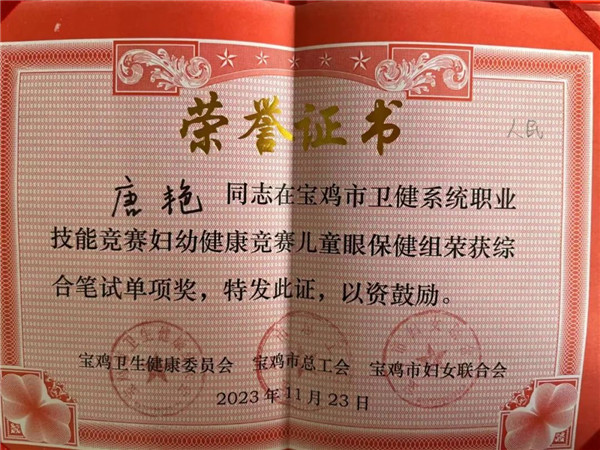 荣誉证书
人民
唐艳 同志在宝鸡市卫健系统职业
技能竞赛妇幼健康竞赛儿童眼保健组荣获综
合笔试单项奖，特发此证，以资鼓励。
宝鸡卫生健康委员会 宝鸡市总工会 宝鸡市妇女联合会
2023年11月23日